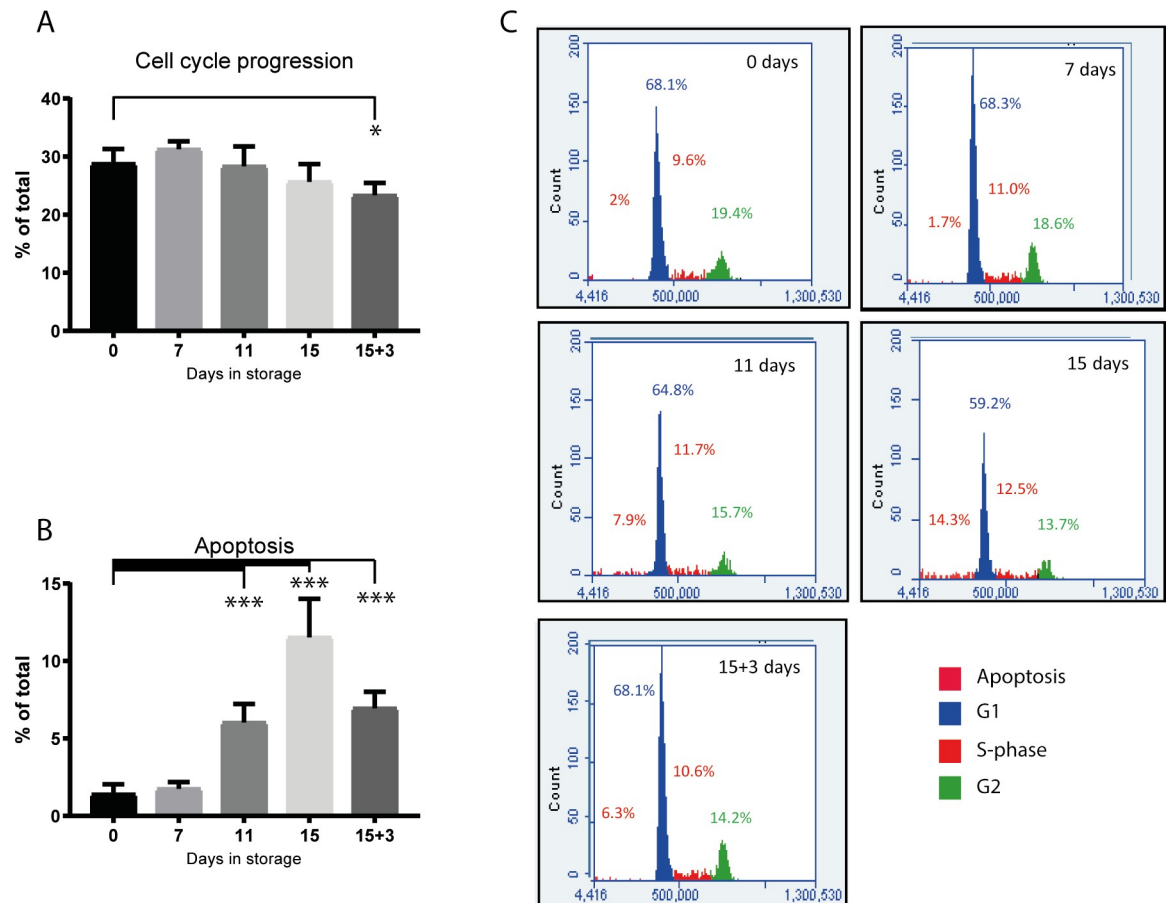 A
Cell cycle progression
% of total
40
30
20
10
0
*
0 7 11 15 15+3
Days in storage
B
Apoptosis
% of total
15
10
5
0
*** *** ***
0 7 11 15 15+3
Days in storage
C
0 days
Count
200
150
100
50
0
68.1%
9.6%
2%
19.4%
4,416 500,000 1,300,530
7 days
Count
200
150
100
50
0
68.3%
11.0%
1.7%
18.6%
4,416 500,000 1,300,530
11 days
Count
200
150
100
50
0
64.8%
11.7%
7.9%
15.7%
4,416 500,000 1,300,530
15 days
Count
200
150
100
50
0
59.2%
12.5%
14.3%
13.7%
4,416 500,000 1,300,530
15+3 days
Count
200
150
100
50
0
68.1%
10.6%
6.3%
14.2%
4,416 500,000 1,300,530
Apoptosis
G1
S-phase
G2